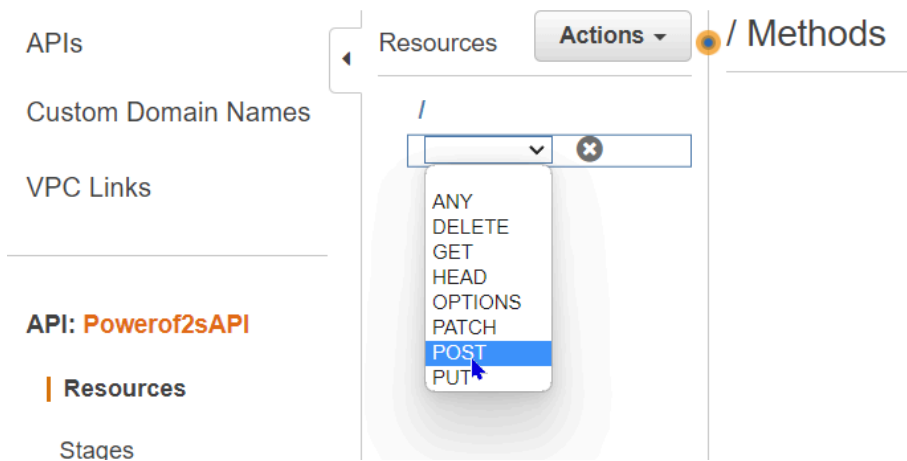 APIs
Custom Domain Names
VPC Links
API: Powerof2sAPI
Resources
Stages
Resources
Actions
/
ANY
DELETE
GET
HEAD
OPTIONS
PATCH
POST
PUT
/ Methods